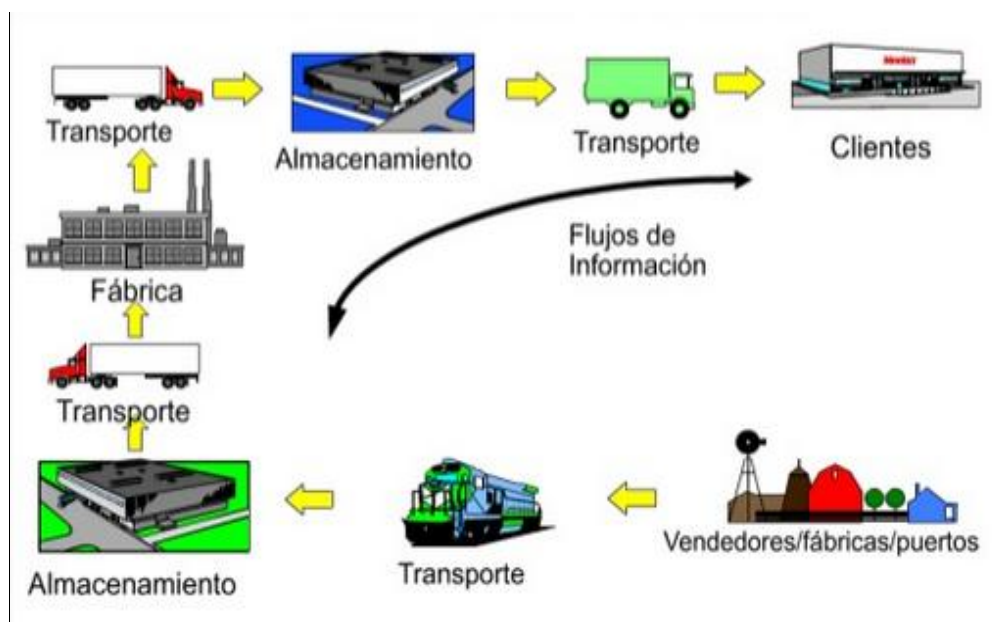 Transporte
Almacenamiento
Transporte
Clientes
Flujos de
Información
Fábrica
Transporte
Almacenamiento
Transporte
Vendedores/fábricas/puertos